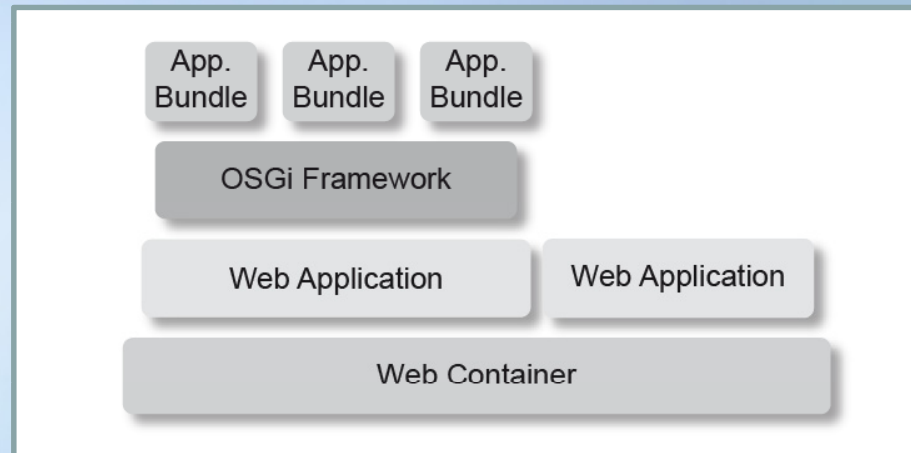 App.
Bundle
App.
Bundle
App.
Bundle
OSGi Framework
Web Application
Web Application
Web Container